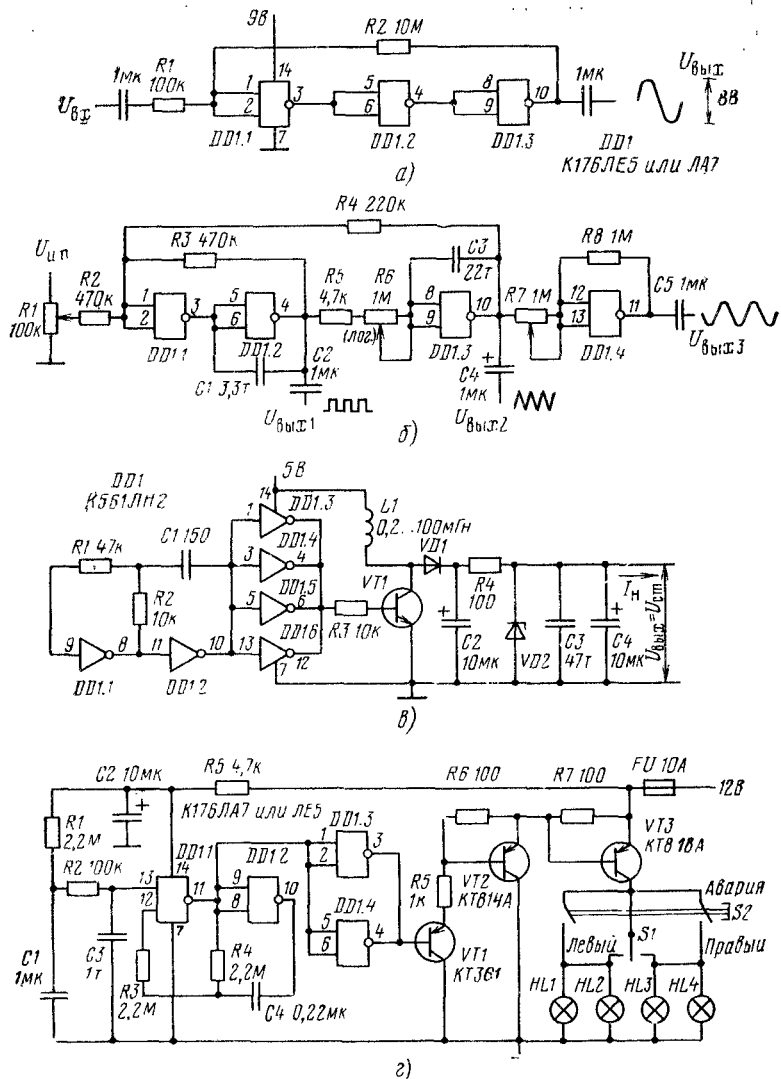 9В
R2 10М
1мк
R1
100к
Uвх
1
2
14
3
7
DD1.1
5
6
4
DD1.2
8
9
10
DD1.3
1мк
Uвых
8В
DD1
К176ЛЕ5 или ЛА7
а)
R4 220к
Uип
R3 470к
R2
470к
R1
100к
1
2
3
DD1.1
5
6
4
DD1.2
C1 3,3т
C2
1мк
Uвых1
R5
4,7к
R6
1М
(лог.)
C3
22т
8
9
10
DD1.3
C4
1мк
+
Uвых2
R7 1М
R8 1М
12
13
11
DD1.4
C5 1мк
Uвых3
б)
DD1
К561ЛН2
5В
14
R1 47к
C1 150
R2
10к
9
8
DD1.1
11
10
DD1.2
1
DD1.3
3
4
DD1.4
5
6
DD1.5
13
12
DD1.6
7
R3 10к
VT1
L1
0,2...100мГн
VD1
R4
100
+
C2
10мк
VD2
C3
47т
+
C4
10мк
Iн
Uвых=Uст
в)
C2 10мк
+
R5 4,7к
К176ЛА7 или ЛЕ5
R1
2,2М
R2 100к
C1
1мк
C3
1т
13
12
14
11
7
DD1.1
R3
2,2М
9
8
10
DD1.2
R4
2,2М
C4 0,22мк
DD1.3
1
2
3
DD1.4
5
6
4
R5
1к
VT1
КТ361
R6 100
VT2
КТ814А
R7 100
FU 10А
12В
VT3
КТ818А
Авария
S2
S1
Левый
Правый
HL1
HL2
HL3
HL4
г)